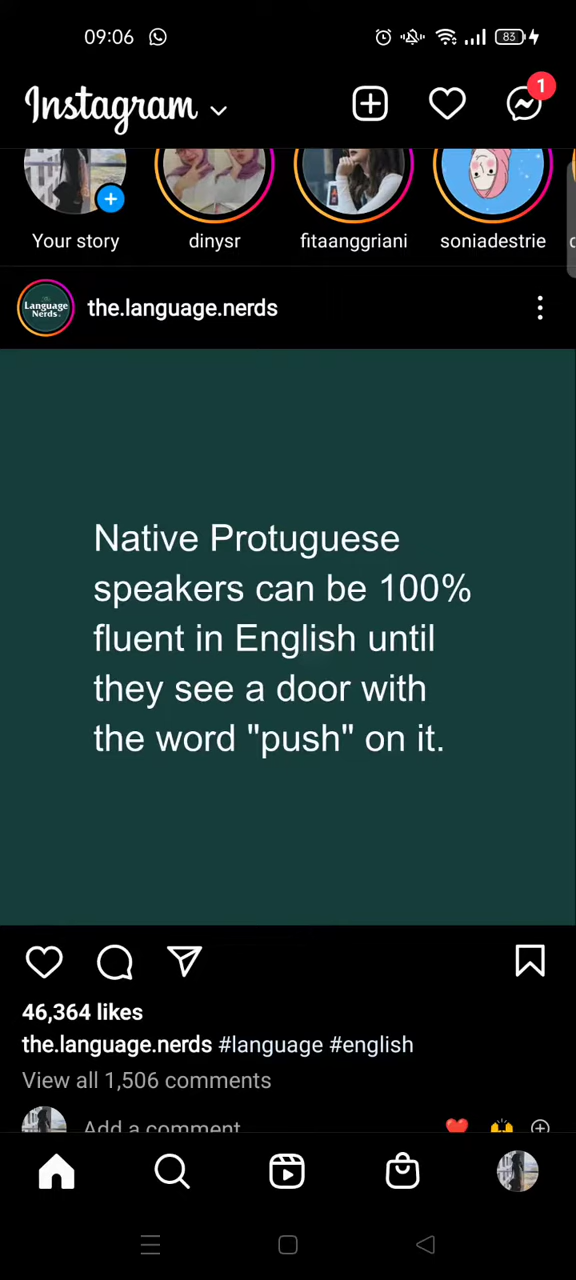 09:06
83
Instagram
1
Your story
dinysr
fitaanggriani
soniadestrie
Language
Nerds
the.language.nerds
Native Protuguese
speakers can be 100%
fluent in English until
they see a door with
the word "push" on it.
46,364 likes
the.language.nerds #language #english
View all 1,506 comments
Add a comment